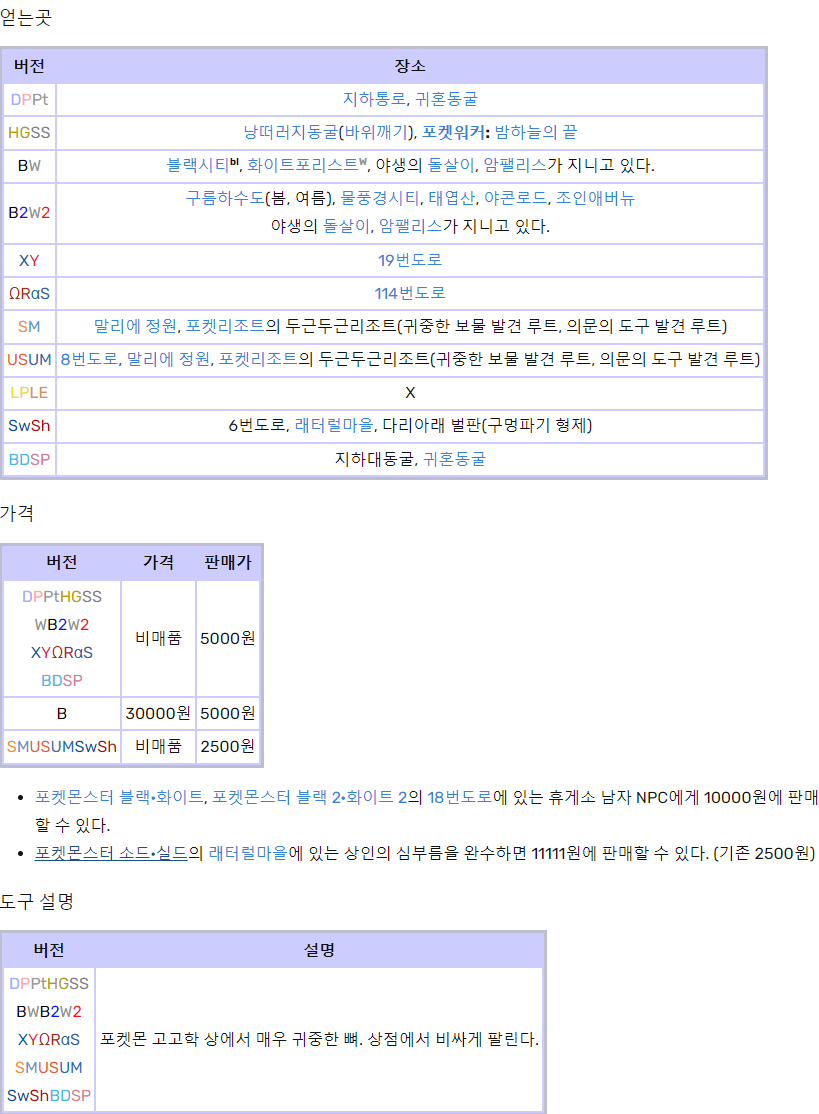 얻는곳
버전 장소
DPPt 지하통로, 귀혼동굴
HGSS 낭떠러지동굴(바위깨기), 포켓워커: 밤하늘의 끝
BW 블랙시티bl, 화이트포리스트W, 야생의 돌살이, 암팰리스가 지니고 있다.
B2W2 구름하수도(봄, 여름), 물풍경시티, 태엽산, 야콘로드, 조인애버뉴
야생의 돌살이, 암팰리스가 지니고 있다.
XY 19번도로
ΩRαS 114번도로
SM 말리에 정원, 포켓리조트의 두근두근리조트(귀중한 보물 발견 루트, 의문의 도구 발견 루트)
USUM 8번도로, 말리에 정원, 포켓리조트의 두근두근리조트(귀중한 보물 발견 루트, 의문의 도구 발견 루트)
LPLE X
SwSh 6번도로, 래터럴마을, 다리아래 벌판(구멍파기 형제)
BDSP 지하대동굴, 귀혼동굴
가격
버전 가격 판매가
DPPtHGSS
WB2W2
XYΩRαS
BDSP
비매품 5000원
B 30000원 5000원
SMUSUMSwSh 비매품 2500원
• 포켓몬스터 블랙·화이트, 포켓몬스터 블랙 2·화이트 2의 18번도로에 있는 휴게소 남자 NPC에게 10000원에 판매
할 수 있다.
• 포켓몬스터 소드·실드의 래터럴마을에 있는 상인의 심부름을 완수하면 11111원에 판매할 수 있다. (기존 2500원)
도구 설명
버전 설명
DPPtHGSS
BWB2W2
XYΩRαS
SMUSUM
SwShBDSP
포켓몬 고고학 상에서 매우 귀중한 뼈. 상점에서 비싸게 팔린다.